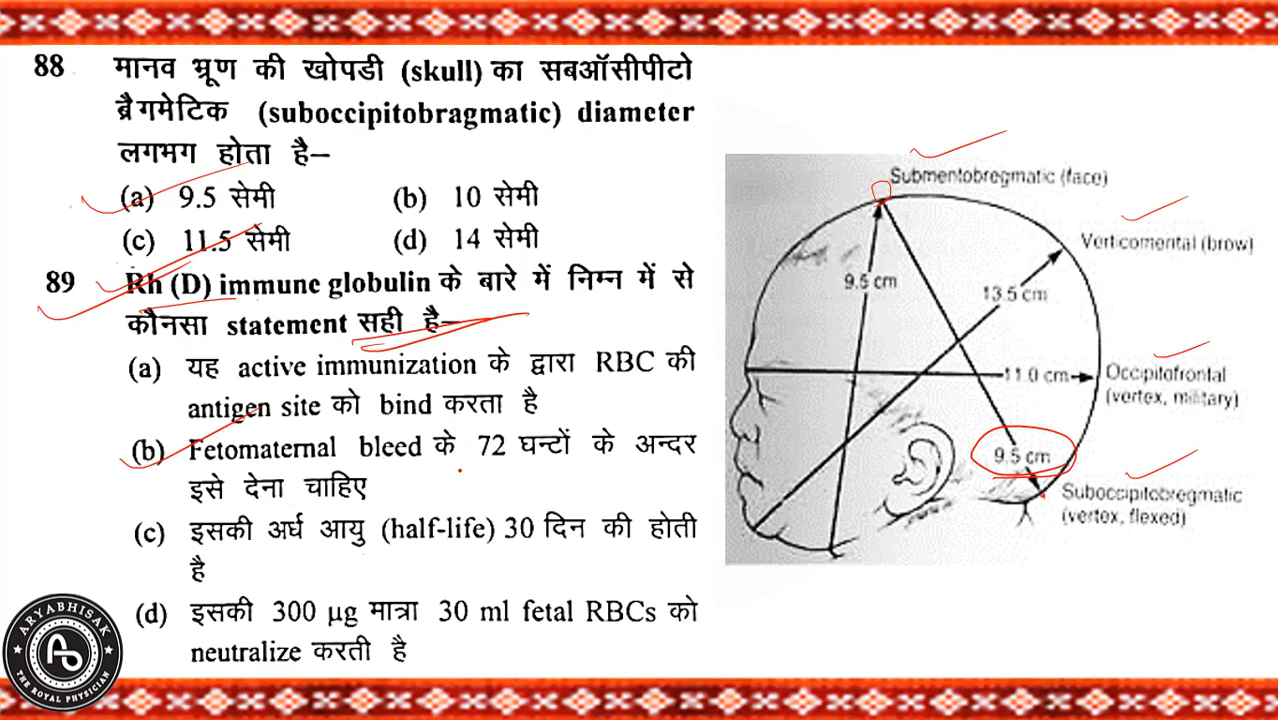 88 मानव भ्रूण की खोपडी (skull) का सबऑसीपीटो
ब्रैगमेटिक (suboccipitobragmatic) diameter
लगभग होता है–
(a) 9.5 सेमी (b) 10 सेमी
(c) 11.5 सेमी (d) 14 सेमी
89 Rh (D) immune globulin के बारे में निम्न में से
कौनसा statement सही है–
(a) यह active immunization के द्वारा RBC की
antigen site को bind करता है
(b) Fetomaternal bleed के 72 घन्टों के अन्दर
इसे देना चाहिए
(c) इसकी अर्ध आयु (half-life) 30 दिन की होती
है
(d) इसकी 300 µg मात्रा 30 ml fetal RBCs को
neutralize करती है
Submentobregmatic (face)
Verticomental (brow)
9.5 cm
13.5 cm
11.0 cm
Occipitofrontal
(vertex, military)
9.5 cm
Suboccipitobregmatic
(vertex, flexed)
ARYABHISAK
THE ROYAL PHYSICIAN